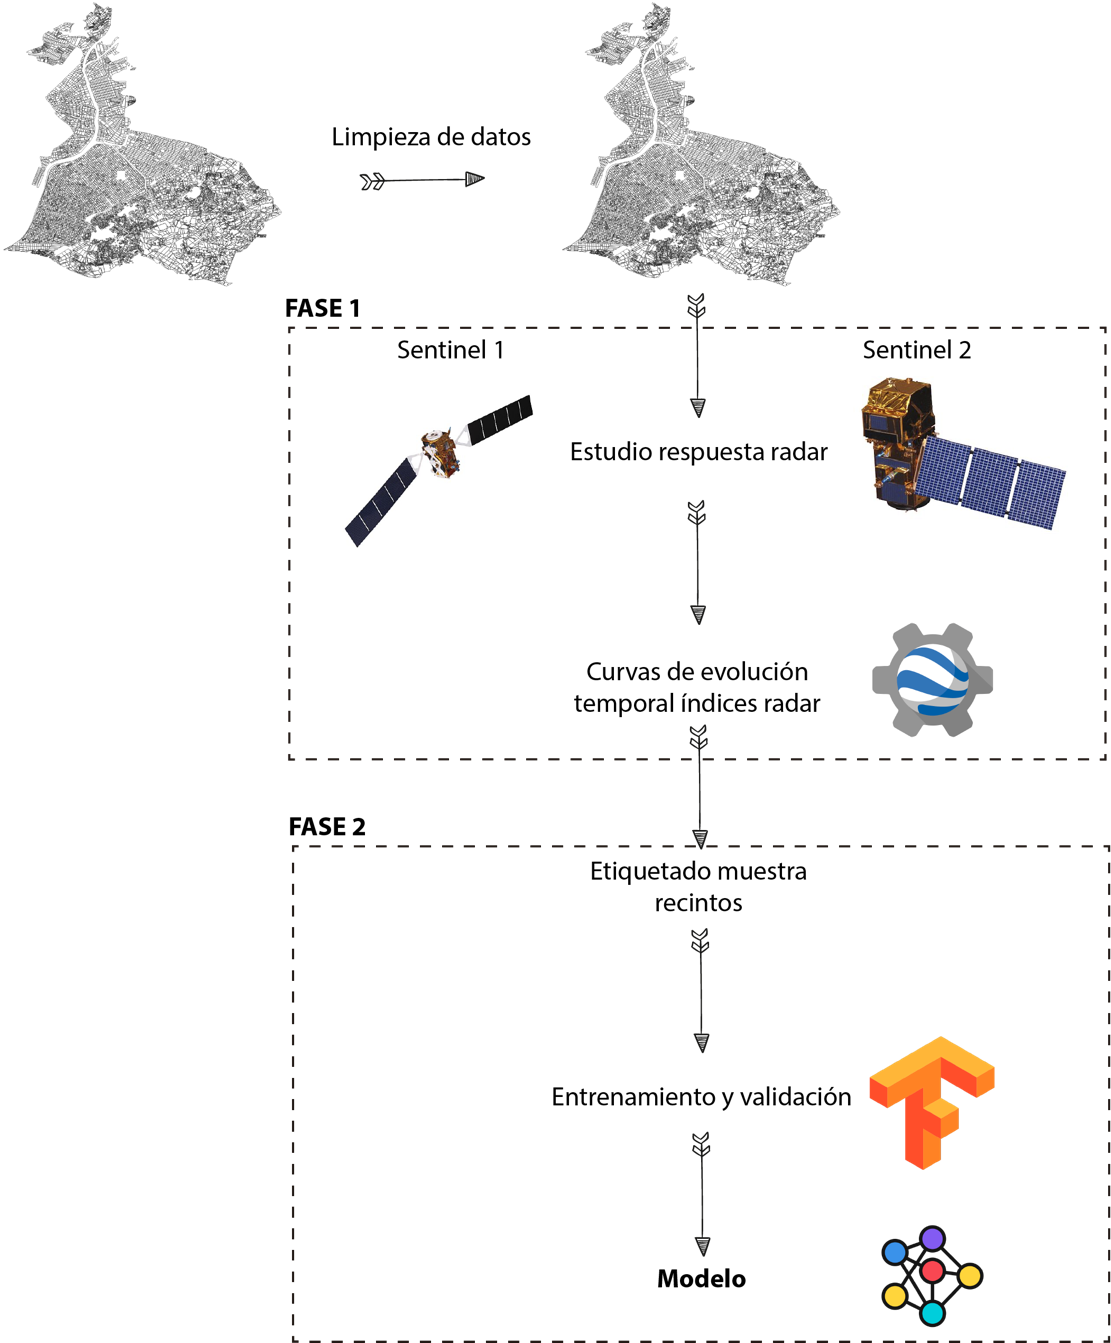 Limpieza de datos
FASE 1
Sentinel 1
Sentinel 2
Estudio respuesta radar
Curvas de evolución
temporal índices radar
FASE 2
Etiquetado muestra
recintos
Entrenamiento y validación
Modelo